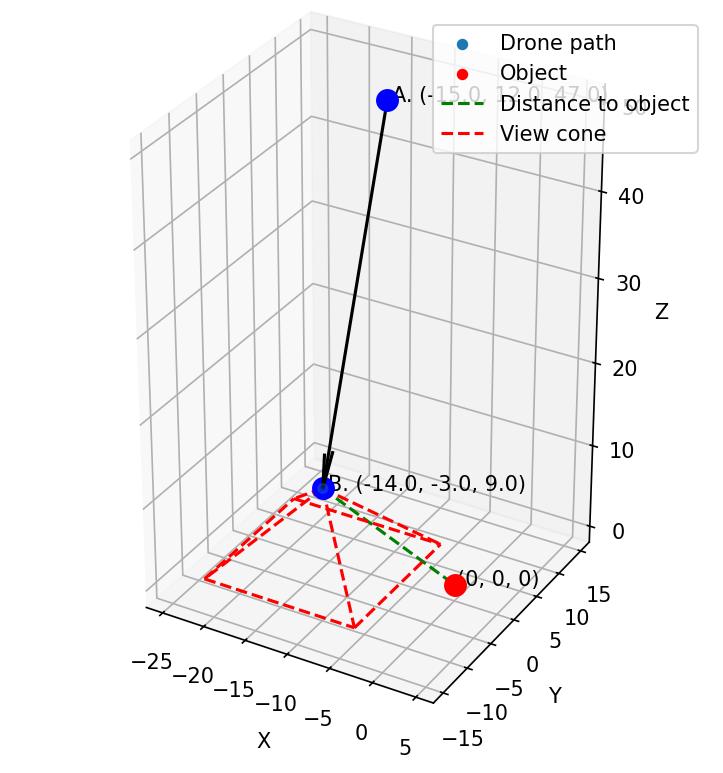 Drone path
Object
Distance to object
View cone
A. (-15.0, 12.0, 47.0)
50
40
30
20
10
0
Z
B. (-14.0, -3.0, 9.0)
(0, 0, 0)
−25
−20
−15
−10
−5
0
5
X
15
10
5
0
−5
−10
−15
Y